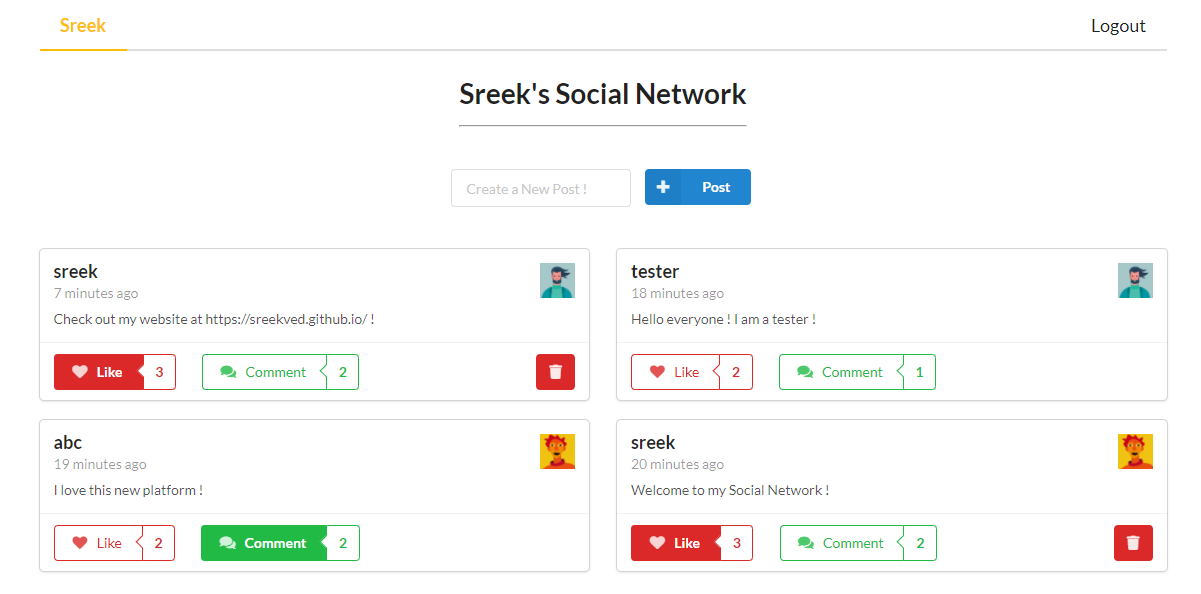 Sreek Logout
Sreek's Social Network
Create a New Post ! Post
sreek
7 minutes ago
Check out my website at https://sreekved.github.io/ !
Like 3 Comment 2
tester
18 minutes ago
Hello everyone ! I am a tester !
Like 2 Comment 1
abc
19 minutes ago
I love this new platform !
Like 2 Comment 2
sreek
20 minutes ago
Welcome to my Social Network !
Like 3 Comment 2